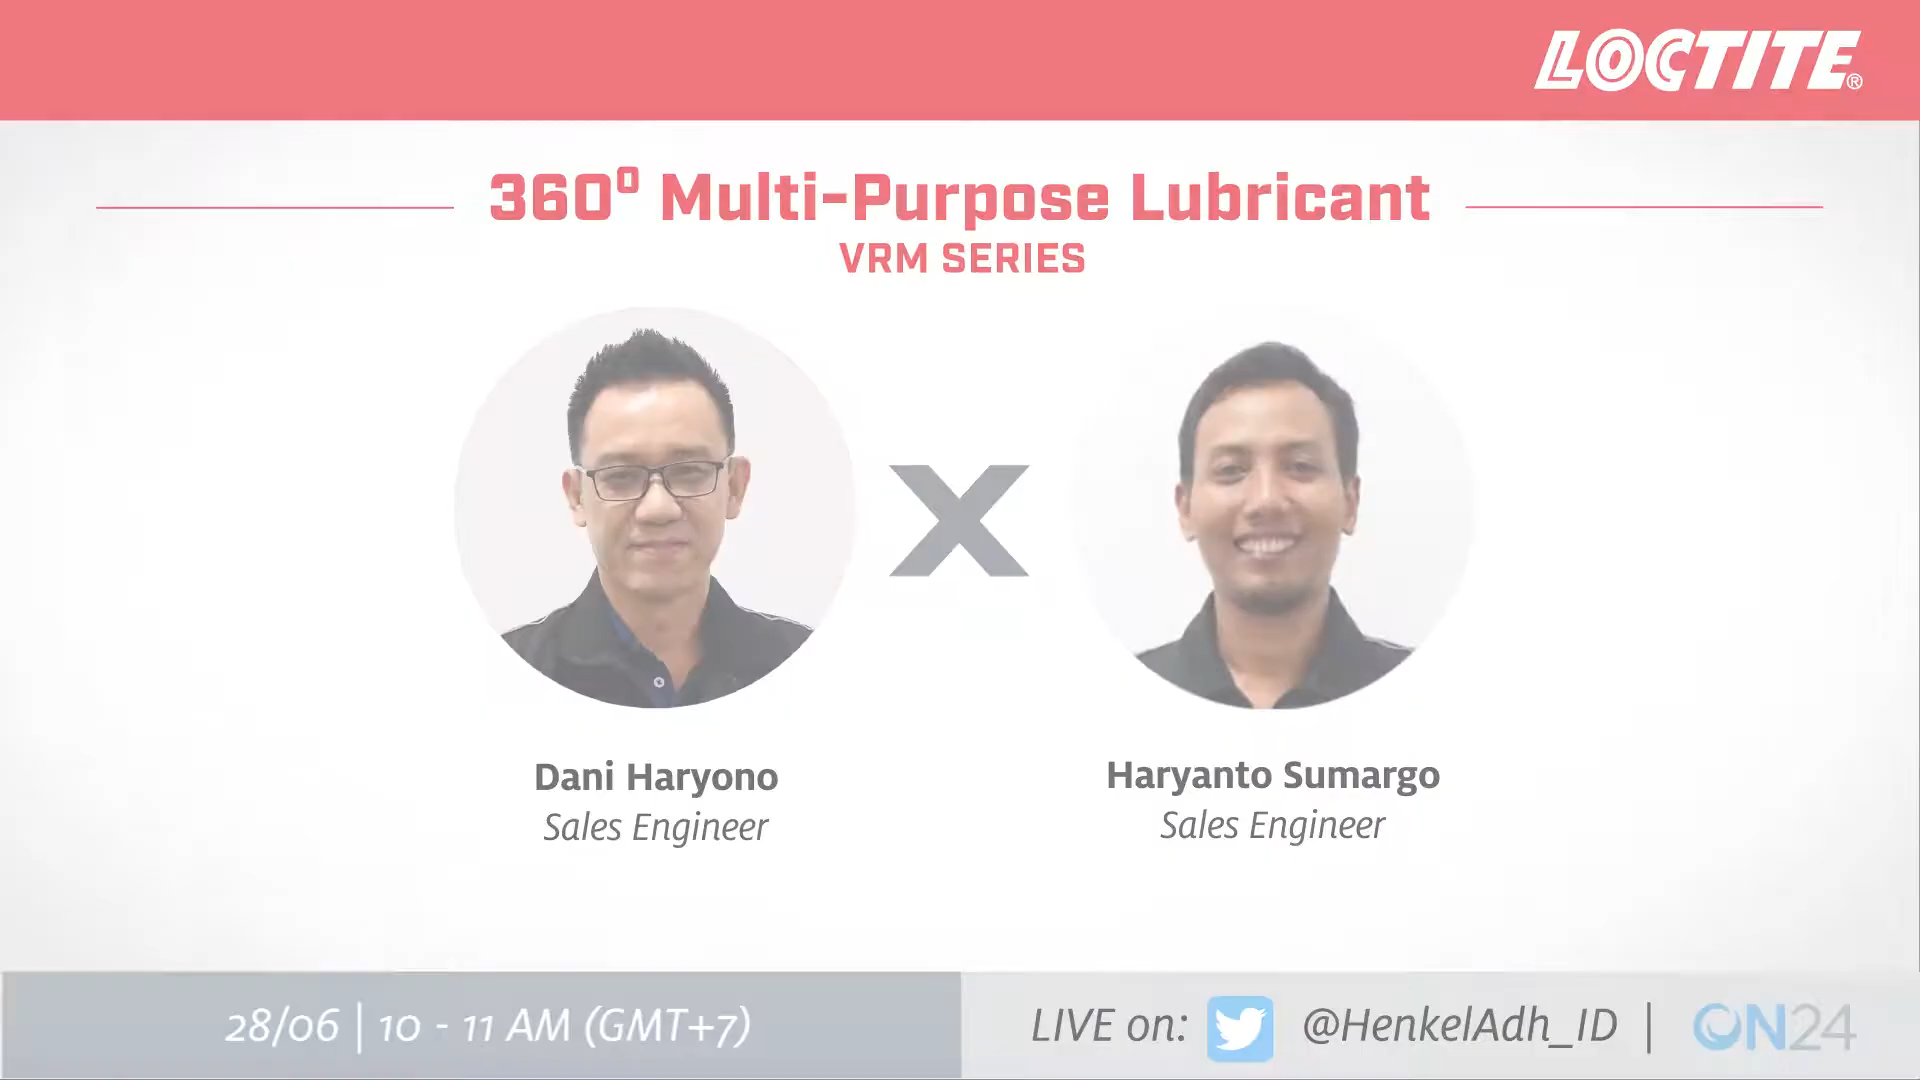 LOCTITE®
360° Multi-Purpose Lubricant
VRM SERIES
X
Dani Haryono
Sales Engineer
Haryanto Sumargo
Sales Engineer
28/06 | 10 - 11 AM (GMT+7)
LIVE on: @HenkelAdh_ID | ON24